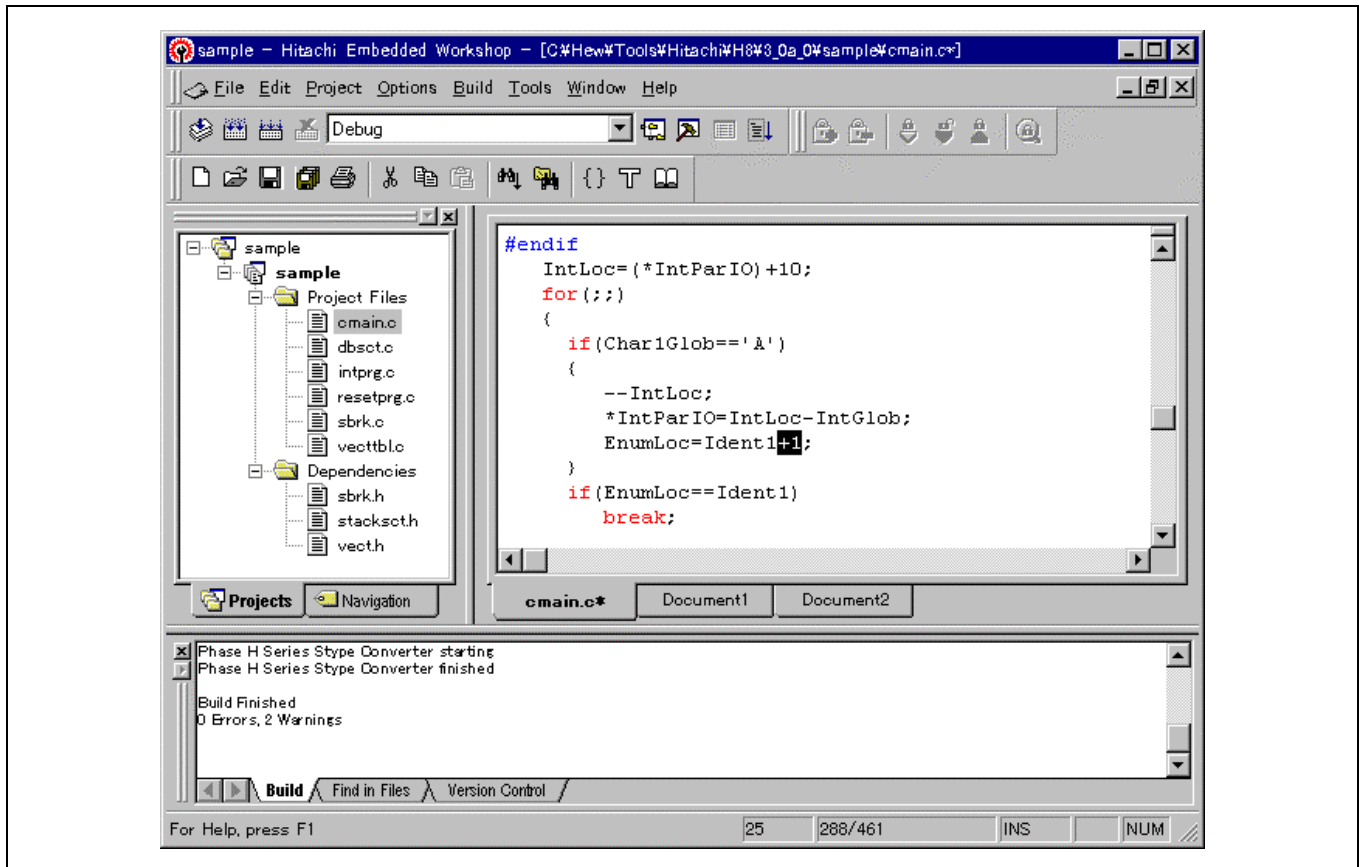 sample - Hitachi Embedded Workshop - [C:¥Hew¥Tools¥Hitachi¥H8¥3_0a_0¥sample¥cmain.c*]
File Edit Project Options Build Tools Window Help
Debug
sample
sample
Project Files
cmain.c
dbsct.c
intprg.c
resetprg.c
sbrk.c
vecttbl.c
Dependencies
sbrk.h
stacksct.h
vect.h
Projects Navigation
#endif
IntLoc=(*IntParIO)+10;
for(;;)
{
if(Char1Glob=='A')
{
--IntLoc;
*IntParIO=IntLoc-IntGlob;
EnumLoc=Ident1+1;
}
if(EnumLoc==Ident1)
break;
cmain.c* Document1 Document2
Phase H Series Stype Converter starting
Phase H Series Stype Converter finished
Build Finished
0 Errors, 2 Warnings
Build Find in Files Version Control
For Help, press F1 25 288/461 INS NUM